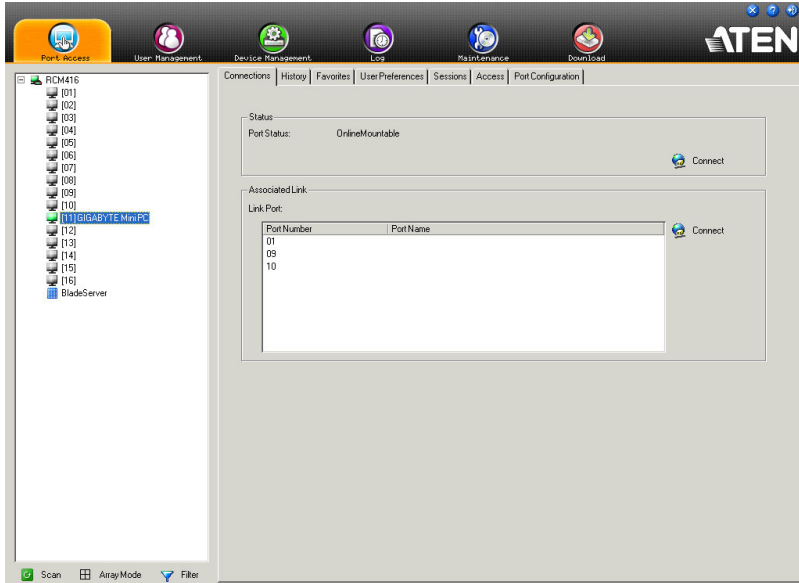 Port Access
User Management
Device Management
Log
Maintenance
Download
ATEN
RCM416
[01]
[02]
[03]
[04]
[05]
[06]
[07]
[08]
[09]
[10]
[11]GIGABYTE MiniPC
[12]
[13]
[14]
[15]
[16]
BladeServer
Scan
Array Mode
Filter
Connections History Favorites User Preferences Sessions Access Port Configuration
Status
Port Status: OnlineMountable
Connect
Associated Link
Link Port:
Port Number Port Name
01
09
10
Connect